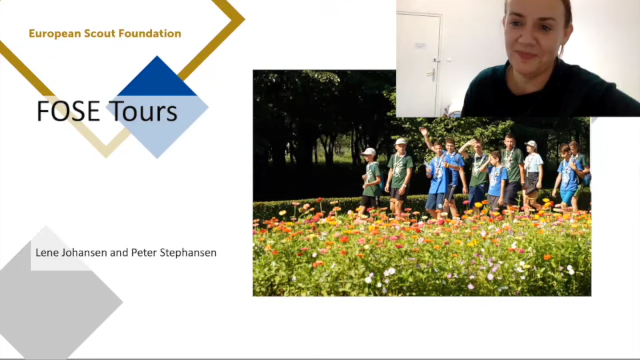 European Scout Foundation
FOSE Tours
Lene Johansen and Peter Stephansen